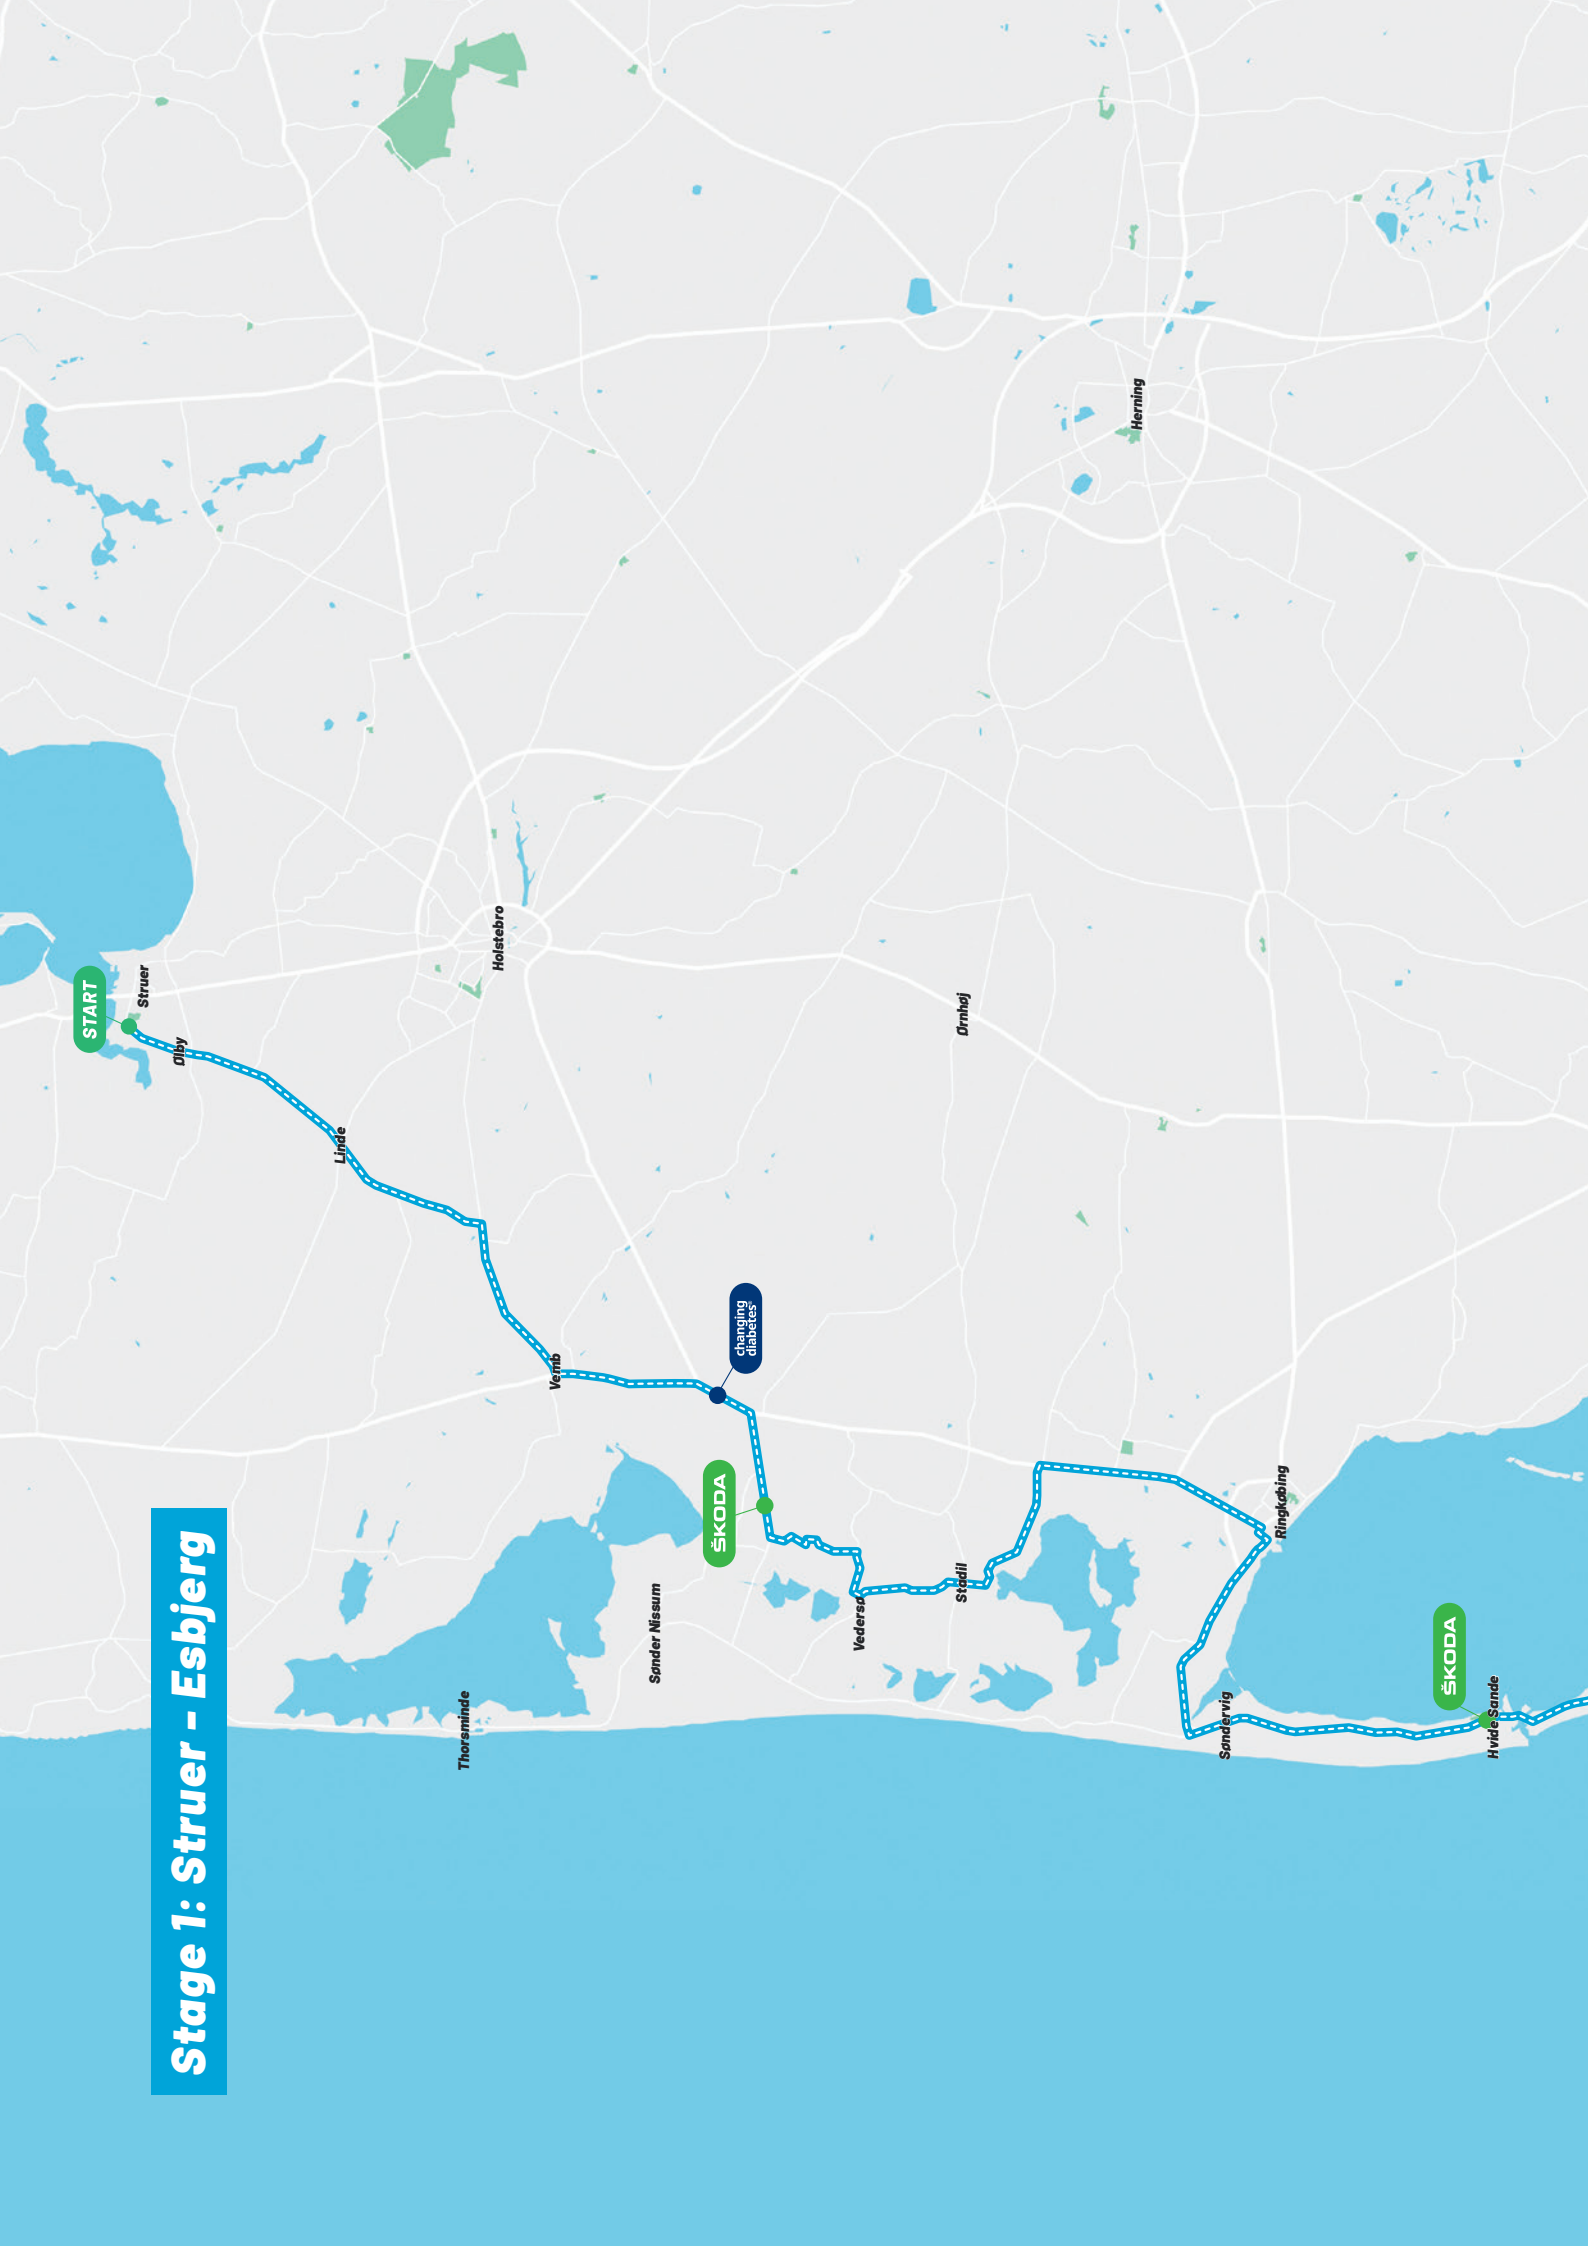 Stage 1: Struer – Esbjerg
START
Struer
Ølby
Linde
Holstebro
Vemb
changing
diabetes®
ŠKODA
Thorsminde
Sønder Nissum
Vedersø
Stadil
Ørnhøj
Herning
Ringkøbing
Søndervig
ŠKODA
Hvide Sande